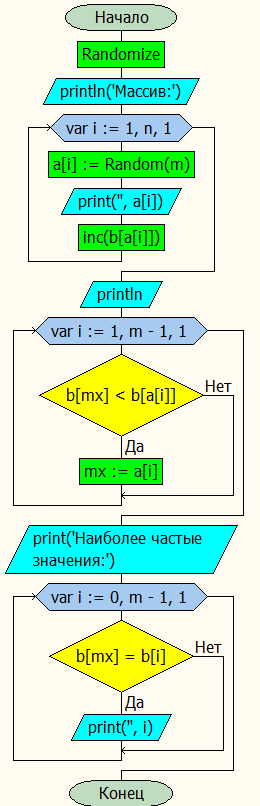 Начало
Randomize
println('Массив:')
var i := 1, n, 1
a[i] := Random(m)
print('', a[i])
inc(b[a[i]])
println
var i := 1, m - 1, 1
b[mx] < b[a[i]]
Нет
Да
mx := a[i]
print('Наиболее частые
значения:')
var i := 0, m - 1, 1
b[mx] = b[i]
Нет
Да
print('', i)
Конец